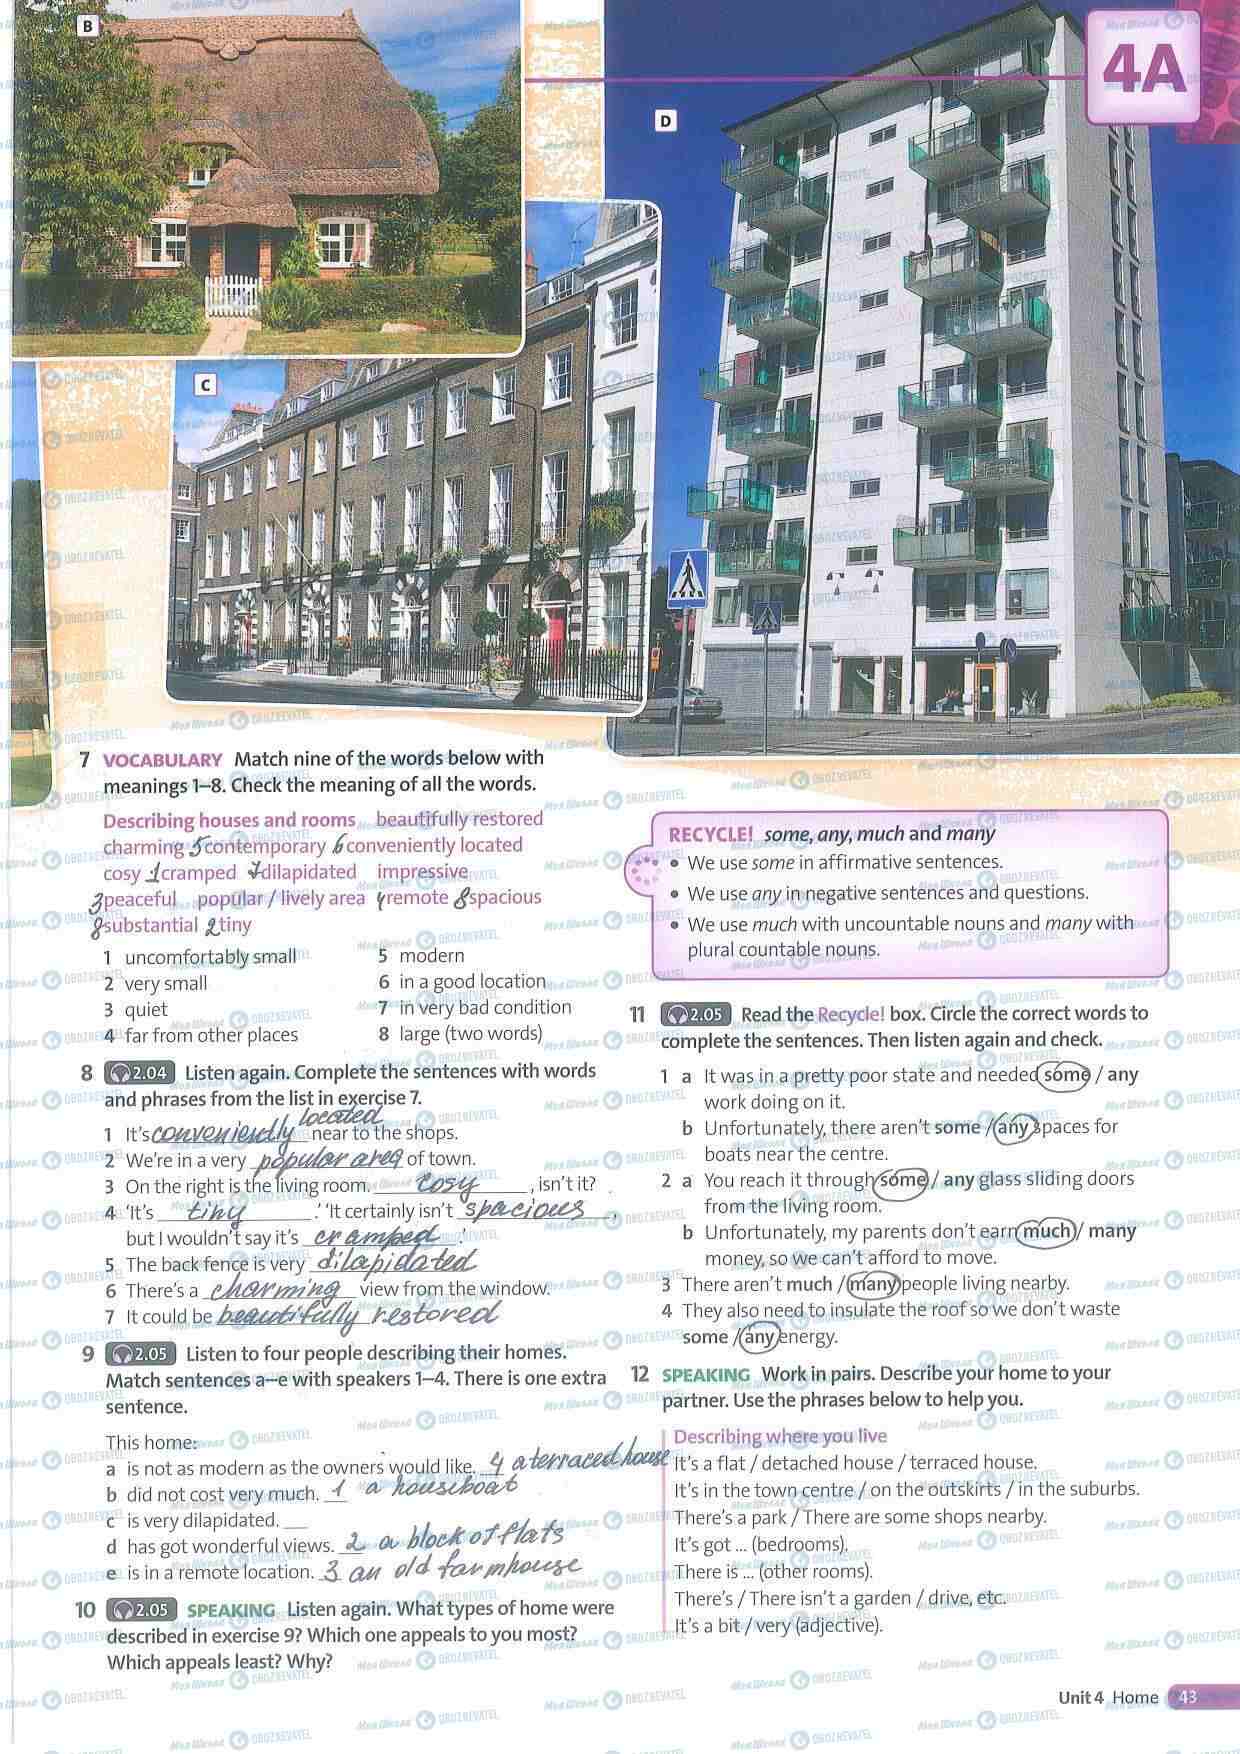 B
4A
D
C
7 VOCABULARY Match nine of the words below with
meanings 1–8. Check the meaning of all the words.
Describing houses and rooms beautifully restored
charming 5 contemporary 6 conveniently located
cosy 1 cramped 7 dilapidated impressive
3 peaceful popular / lively area 4 remote 8 spacious
8 substantial 2 tiny
1 uncomfortably small
2 very small
3 quiet
4 far from other places
5 modern
6 in a good location
7 in very bad condition
8 large (two words)
8 2.04 Listen again. Complete the sentences with words
and phrases from the list in exercise 7.
1 It's conveniently located near to the shops.
2 We're in a very popular area of town.
3 On the right is the living room. cosy, isn't it?
4 'It's tiny.' 'It certainly isn't spacious,
but I wouldn't say it's cramped.'
5 The back fence is very dilapidated
6 There's a charming view from the window.
7 It could be beautifully restored
9 2.05 Listen to four people describing their homes.
Match sentences a–e with speakers 1–4. There is one extra
sentence.
This home:
a is not as modern as the owners would like. 4 a terraced house
b did not cost very much. 1 a houseboat
c is very dilapidated. __
d has got wonderful views. 2 a block of flats
e is in a remote location. 3 an old farmhouse
10 2.05 SPEAKING Listen again. What types of home were
described in exercise 9? Which one appeals to you most?
Which appeals least? Why?
RECYCLE! some, any, much and many
• We use some in affirmative sentences.
• We use any in negative sentences and questions.
• We use much with uncountable nouns and many with
plural countable nouns.
11 2.05 Read the Recycle! box. Circle the correct words to
complete the sentences. Then listen again and check.
1 a It was in a pretty poor state and needed some / any
work doing on it.
b Unfortunately, there aren't some / any spaces for
boats near the centre.
2 a You reach it through some / any glass sliding doors
from the living room.
b Unfortunately, my parents don't earn much / many
money, so we can't afford to move.
3 There aren't much / many people living nearby.
4 They also need to insulate the roof so we don't waste
some / any energy.
12 SPEAKING Work in pairs. Describe your home to your
partner. Use the phrases below to help you.
Describing where you live
It's a flat / detached house / terraced house.
It's in the town centre / on the outskirts / in the suburbs.
There's a park / There are some shops nearby.
It's got ... (bedrooms).
There is ... (other rooms).
There's / There isn't a garden / drive, etc.
It's a bit / very (adjective).
Unit 4 Home 43
Моя Школа OBOZREVATEL